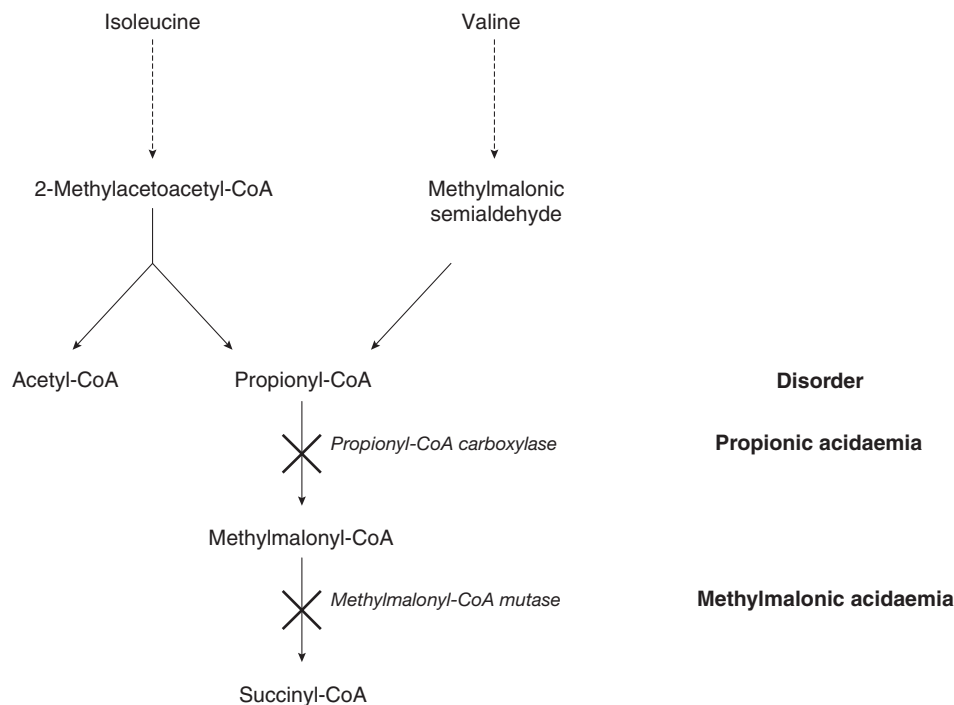 Isoleucine
Valine
2-Methylacetoacetyl-CoA
Methylmalonic
semialdehyde
Acetyl-CoA
Propionyl-CoA
Disorder
Propionyl-CoA carboxylase
Propionic acidaemia
Methylmalonyl-CoA
Methylmalonyl-CoA mutase
Methylmalonic acidaemia
Succinyl-CoA